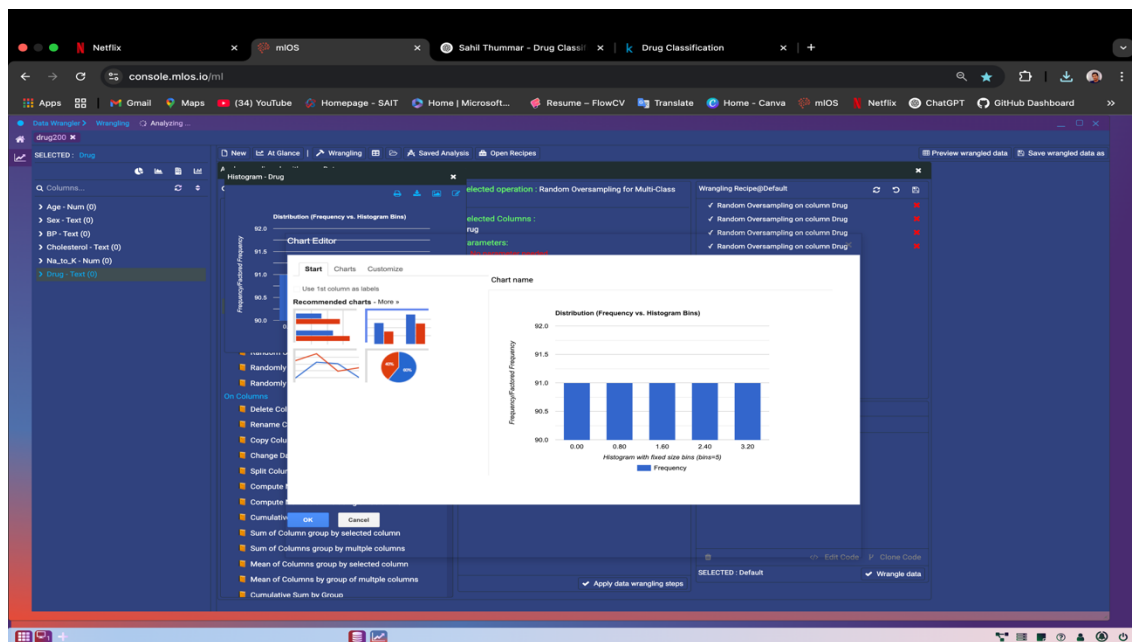 Netflix
mlOS
Sahil Thummar - Drug Classif
Drug Classification
console.mlos.io/ml
Apps
Gmail
Maps
(34) YouTube
Homepage - SAIT
Home | Microsoft...
Resume – FlowCV
Translate
Home - Canva
mlOS
Netflix
ChatGPT
GitHub Dashboard
»
Data Wrangler > Wrangling Analyzing ...
drug200
SELECTED : Drug
New At Glance | Wrangling Saved Analysis Open Recipes
Preview wrangled data Save wrangled data as
Columns...
Age - Num (0)
Sex - Text (0)
BP - Text (0)
Cholesterol - Text (0)
Na_to_K - Num (0)
Drug - Text (0)
Histogram - Drug
Distribution (Frequency vs. Histogram Bins)
92.0
91.5
91.0
90.5
90.0
Frequency/Factored Frequency
elected operation : Random Oversampling for Multi-Class
elected Columns :
rug
arameters:
Wrangling Recipe@Default
Random Oversampling on column Drug
Random Oversampling on column Drug
Random Oversampling on column Drug
Random Oversampling on column Drug
Chart Editor
Start Charts Customize
Use 1st column as labels
Recommended charts - More »
40%
60%
Chart name
Distribution (Frequency vs. Histogram Bins)
92.0
91.5
91.0
90.5
90.0
Frequency/Factored Frequency
0.00 0.80 1.60 2.40 3.20
Histogram with fixed size bins (bins=5)
Frequency
OK
Cancel
Randomly
Randomly
On Columns
Delete Col
Rename C
Copy Colu
Change Da
Split Colum
Compute
Compute
Cumulativ
Sum of Column group by selected column
Sum of Columns group by multple columns
Mean of Columns group by selected column
Mean of Columns by group of multple columns
Cumulative Sum by Group
Apply data wrangling steps
Edit Code Clone Code
SELECTED : Default
Wrangle data